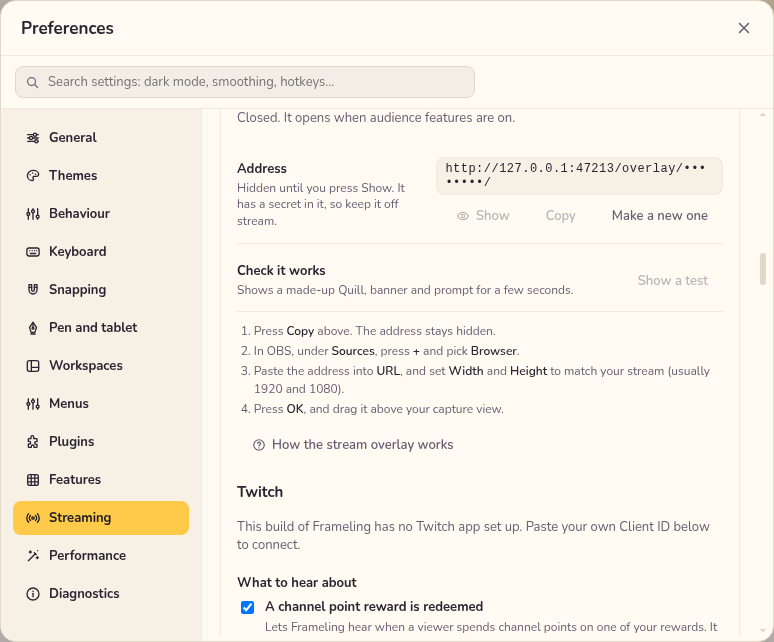 Preferences
Search settings: dark mode, smoothing, hotkeys...
General
Themes
Behaviour
Keyboard
Snapping
Pen and tablet
Workspaces
Menus
Plugins
Features
Streaming
Performance
Diagnostics
Closed. It opens when audience features are on.
Address
Hidden until you press Show. It
has a secret in it, so keep it off
stream.
http://127.0.0.1:47213/overlay/•••
•••••/
Show
Copy
Make a new one
Check it works
Shows a made-up Quill, banner and prompt for a few seconds.
Show a test
1. Press Copy above. The address stays hidden.
2. In OBS, under Sources, press + and pick Browser.
3. Paste the address into URL, and set Width and Height to match your stream (usually
1920 and 1080).
4. Press OK, and drag it above your capture view.
How the stream overlay works
Twitch
This build of Frameling has no Twitch app set up. Paste your own Client ID below
to connect.
What to hear about
A channel point reward is redeemed
Lets Frameling hear when a viewer spends channel points on one of your rewards. It